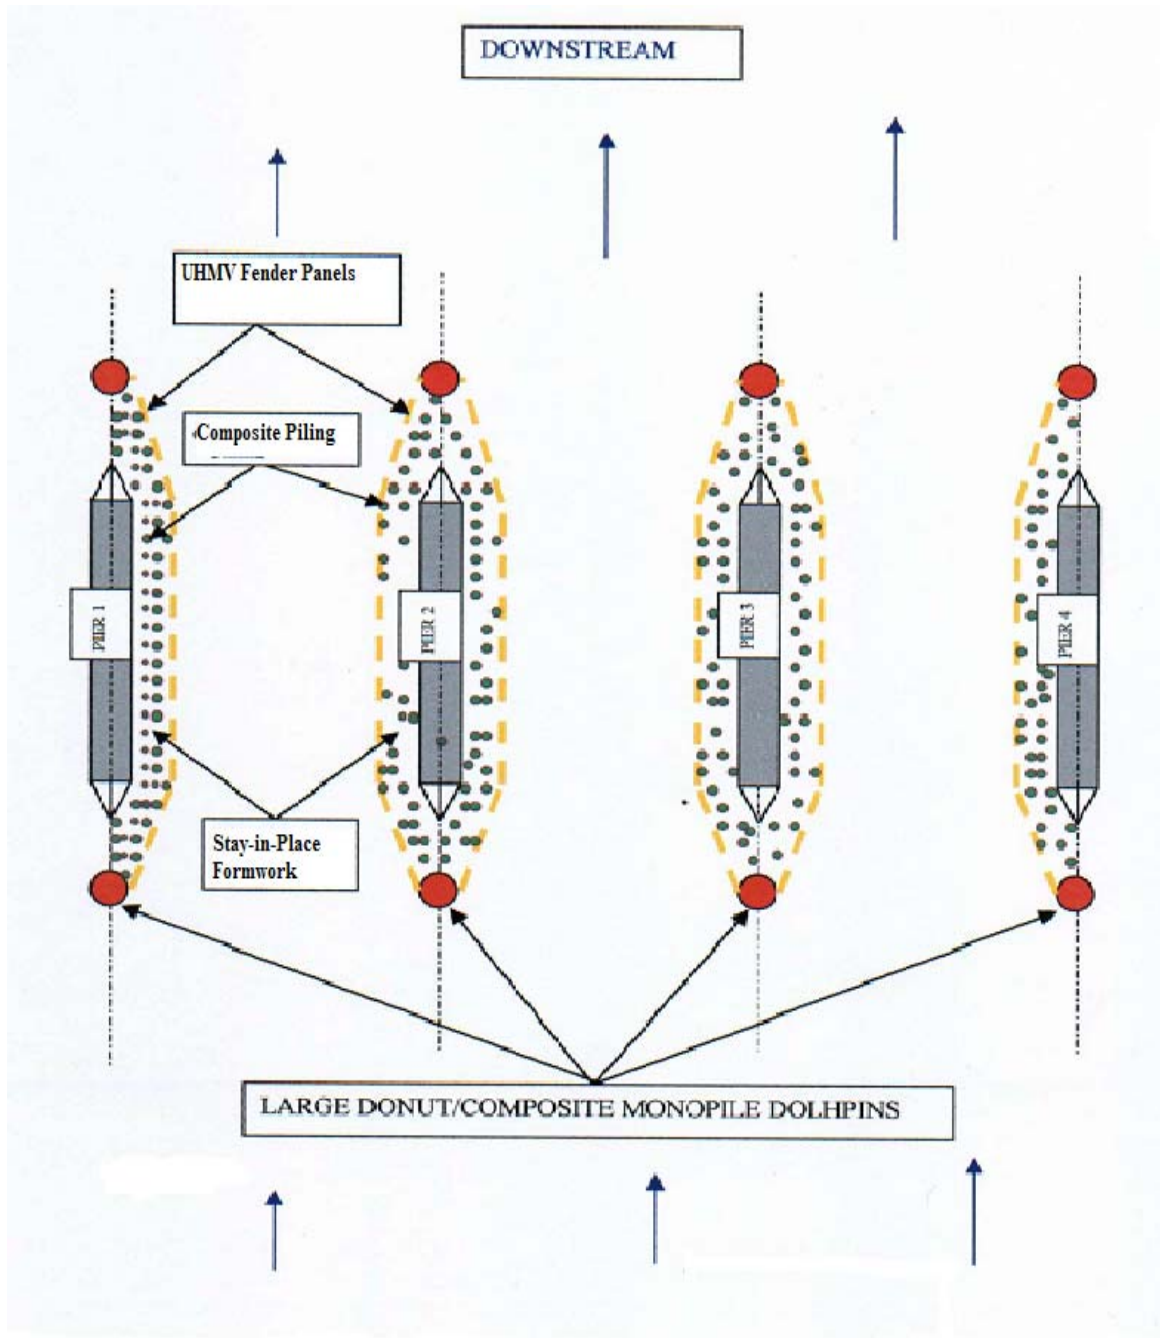 DOWNSTREAM
UHMV Fender Panels
Composite Piling
PIER 1
PIER 2
PIER 3
PIER 4
Stay-in-Place
Formwork
LARGE DONUT/COMPOSITE MONOPILE DOLHPINS